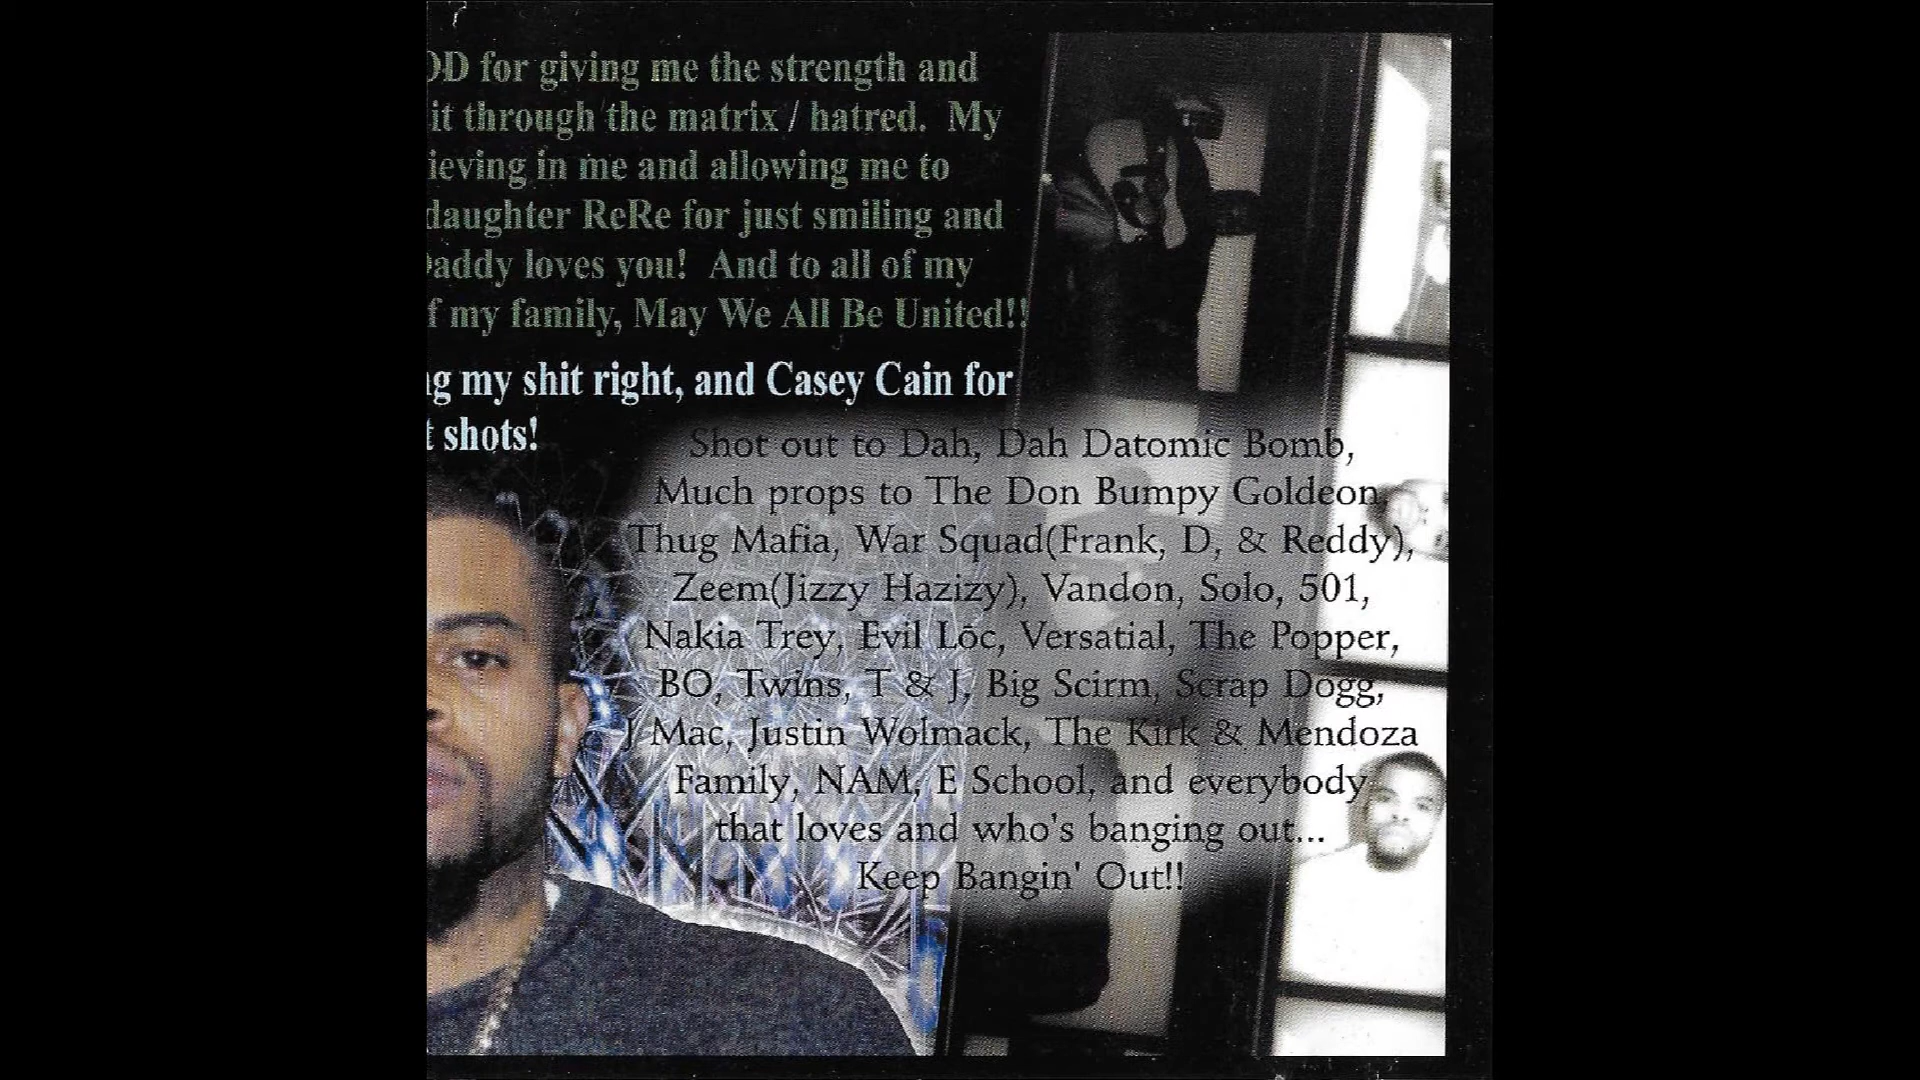 OD for giving me the strength and
it through the matrix / hatred. My
ieving in me and allowing me to
daughter ReRe for just smiling and
Daddy loves you! And to all of my
f my family, May We All Be United!!
ng my shit right, and Casey Cain for
t shots!
Shot out to Dah, Dah Datomic Bomb,
Much props to The Don Bumpy Goldeon,
Thug Mafia, War Squad(Frank, D, & Reddy),
Zeem(Jizzy Hazizy), Vandon, Solo, 501,
Nakia Trey, Evil Lōc, Versatial, The Popper,
BO, Twins, T & J, Big Scirm, Scrap Dogg,
J Mac, Justin Wolmack, The Kirk & Mendoza
Family, NAM, E School, and everybody
that loves and who's banging out...
Keep Bangin' Out!!